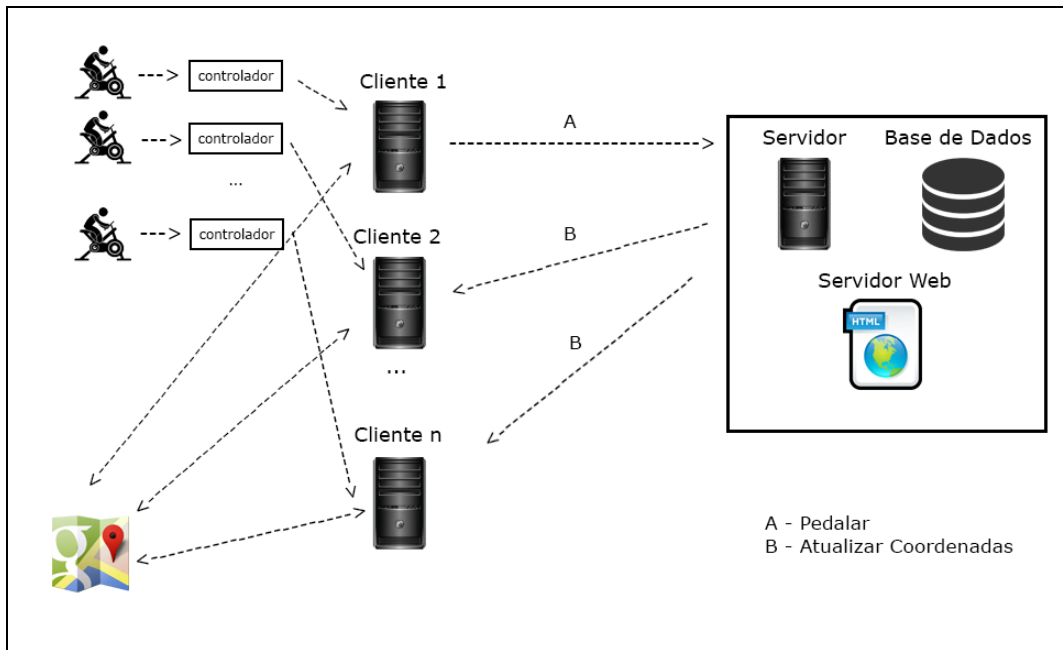 Cliente 1
controlador
controlador
...
controlador
Cliente 2
...
Cliente n
A
B
B
Servidor
Base de Dados
Servidor Web
HTML
g
A - Pedalar
B - Atualizar Coordenadas